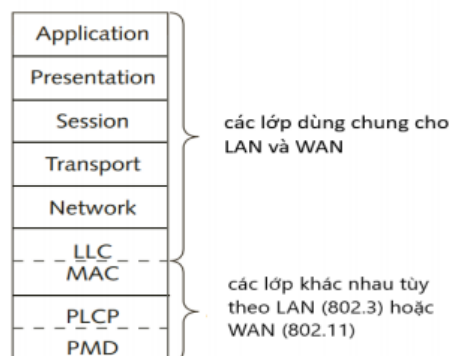 Application
Presentation
Session
Transport
Network
LLC
MAC
PLCP
PMD
các lớp dùng chung cho
LAN và WAN
các lớp khác nhau tùy
theo LAN (802.3) hoặc
WAN (802.11)